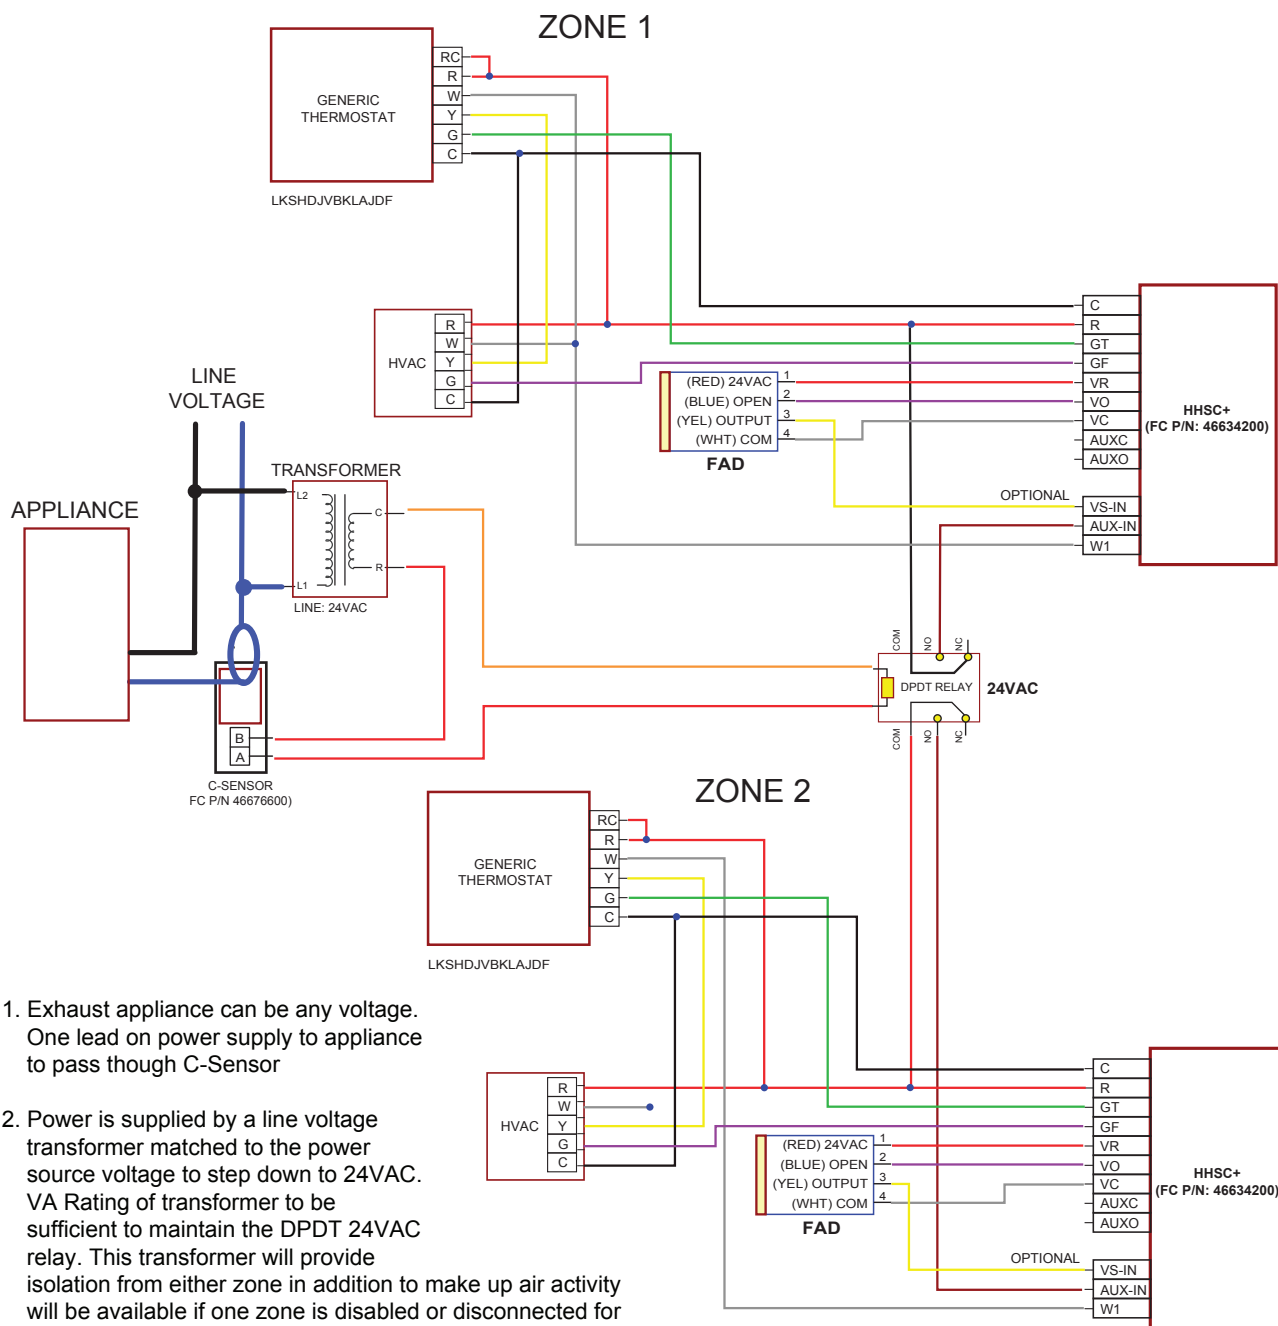 ZONE 1
RC
R
W
Y
G
C
GENERIC
THERMOSTAT
LKSHDJVBKLAJDF
HVAC
R
W
Y
G
C
(RED) 24VAC 1
(BLUE) OPEN 2
(YEL) OUTPUT 3
(WHT) COM 4
FAD
C
R
GT
GF
VR
VO
VC
AUXC
AUXO
OPTIONAL
VS-IN
AUX-IN
W1
HHSC+
(FC P/N: 46634200)
LINE
VOLTAGE
APPLIANCE
TRANSFORMER
L2
C
R
L1
LINE: 24VAC
B
A
C-SENSOR
FC P/N 46676600)
COM
NO
NC
DPDT RELAY
24VAC
COM
NO
NC
ZONE 2
RC
R
W
Y
G
C
GENERIC
THERMOSTAT
LKSHDJVBKLAJDF
HVAC
R
W
Y
G
C
(RED) 24VAC 1
(BLUE) OPEN 2
(YEL) OUTPUT 3
(WHT) COM 4
FAD
C
R
GT
GF
VR
VO
VC
AUXC
AUXO
OPTIONAL
VS-IN
AUX-IN
W1
HHSC+
(FC P/N: 46634200)
1. Exhaust appliance can be any voltage.
One lead on power supply to appliance
to pass though C-Sensor
2. Power is supplied by a line voltage
transformer matched to the power
source voltage to step down to 24VAC.
VA Rating of transformer to be
sufficient to maintain the DPDT 24VAC
relay. This transformer will provide
isolation from either zone in addition to make up air activity
will be available if one zone is disabled or disconnected for